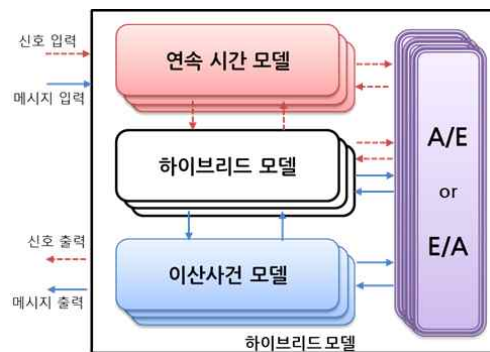 신호 입력
메시지 입력
연속 시간 모델
하이브리드 모델
이산사건 모델
A/E
or
E/A
신호 출력
메시지 출력
하이브리드 모델